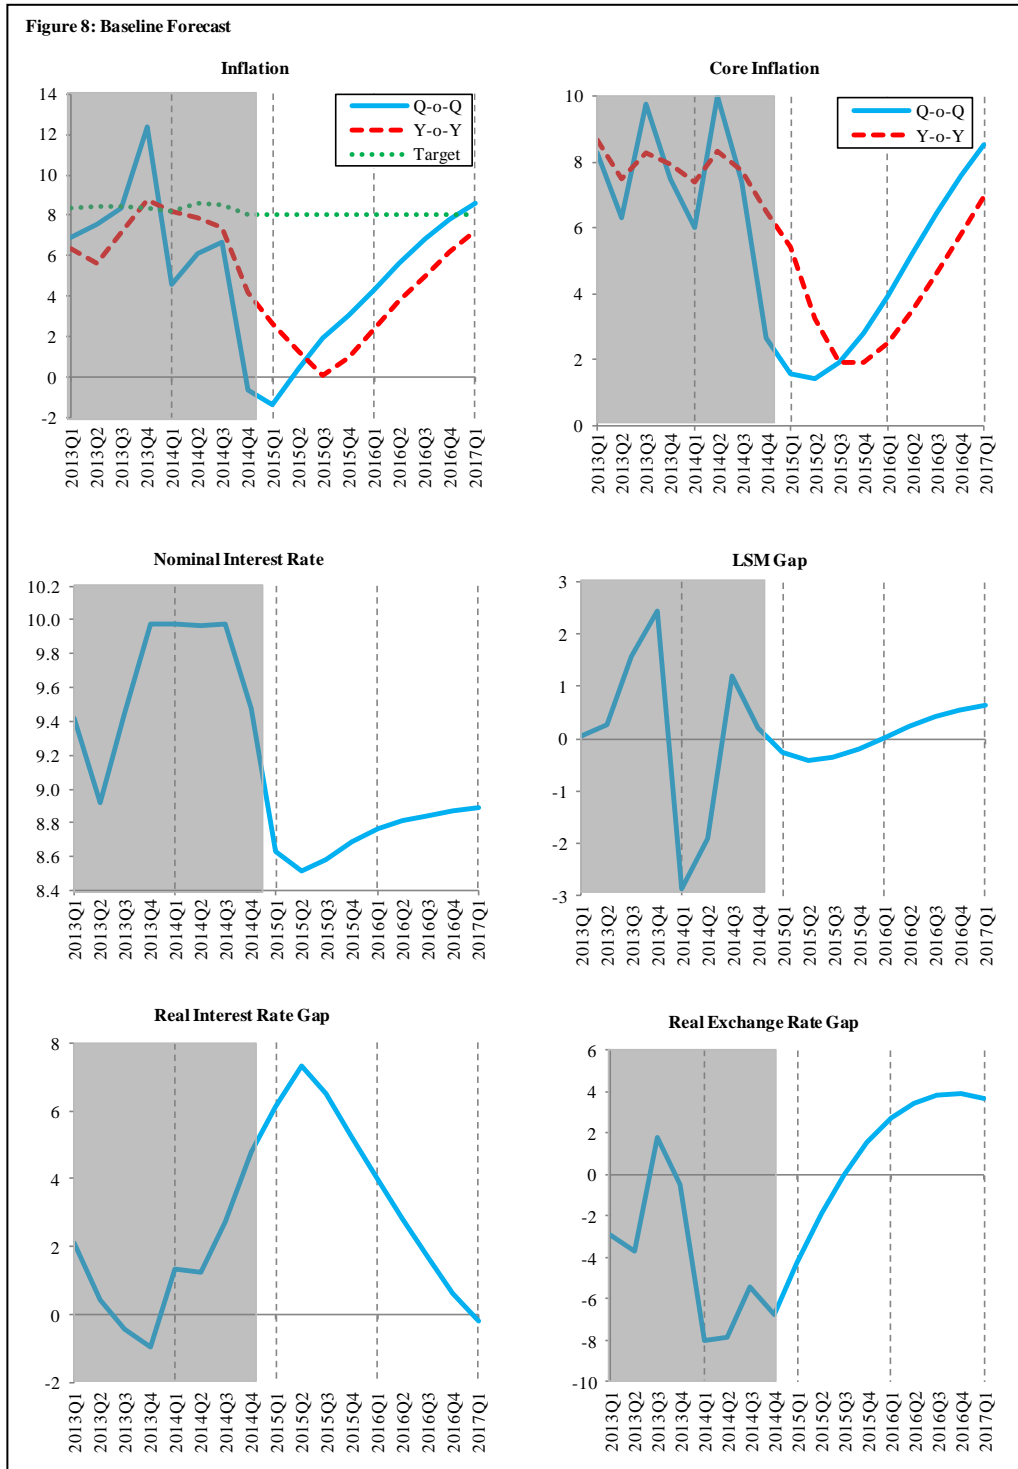 Figure 8: Baseline Forecast
Inflation
14
12
10
8
6
4
2
0
-2
Q-o-Q
Y-o-Y
Target
2013Q1
2013Q2
2013Q3
2013Q4
2014Q1
2014Q2
2014Q3
2014Q4
2015Q1
2015Q2
2015Q3
2015Q4
2016Q1
2016Q2
2016Q3
2016Q4
2017Q1
Core Inflation
10
8
6
4
2
0
Q-o-Q
Y-o-Y
2013Q1
2013Q2
2013Q3
2013Q4
2014Q1
2014Q2
2014Q3
2014Q4
2015Q1
2015Q2
2015Q3
2015Q4
2016Q1
2016Q2
2016Q3
2016Q4
2017Q1
Nominal Interest Rate
10.2
10.0
9.8
9.6
9.4
9.2
9.0
8.8
8.6
8.4
2013Q1
2013Q2
2013Q3
2013Q4
2014Q1
2014Q2
2014Q3
2014Q4
2015Q1
2015Q2
2015Q3
2015Q4
2016Q1
2016Q2
2016Q3
2016Q4
2017Q1
LSM Gap
3
2
1
0
-1
-2
-3
2013Q1
2013Q2
2013Q3
2013Q4
2014Q1
2014Q2
2014Q3
2014Q4
2015Q1
2015Q2
2015Q3
2015Q4
2016Q1
2016Q2
2016Q3
2016Q4
2017Q1
Real Interest Rate Gap
8
6
4
2
0
-2
2013Q1
2013Q2
2013Q3
2013Q4
2014Q1
2014Q2
2014Q3
2014Q4
2015Q1
2015Q2
2015Q3
2015Q4
2016Q1
2016Q2
2016Q3
2016Q4
2017Q1
Real Exchange Rate Gap
6
4
2
0
-2
-4
-6
-8
-10
2013Q1
2013Q2
2013Q3
2013Q4
2014Q1
2014Q2
2014Q3
2014Q4
2015Q1
2015Q2
2015Q3
2015Q4
2016Q1
2016Q2
2016Q3
2016Q4
2017Q1